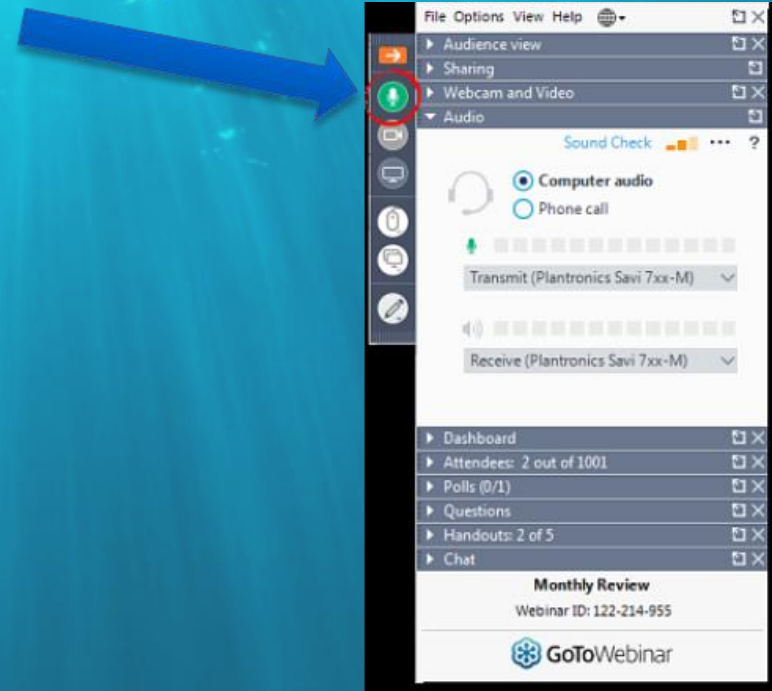 File Options View Help
Audience view
Sharing
Webcam and Video
Audio
Sound Check ?
Computer audio
Phone call
Transmit (Plantronics Savi 7xx-M)
Receive (Plantronics Savi 7xx-M)
Dashboard
Attendees: 2 out of 1001
Polls (0/1)
Questions
Handouts: 2 of 5
Chat
Monthly Review
Webinar ID: 122-214-955
GoToWebinar